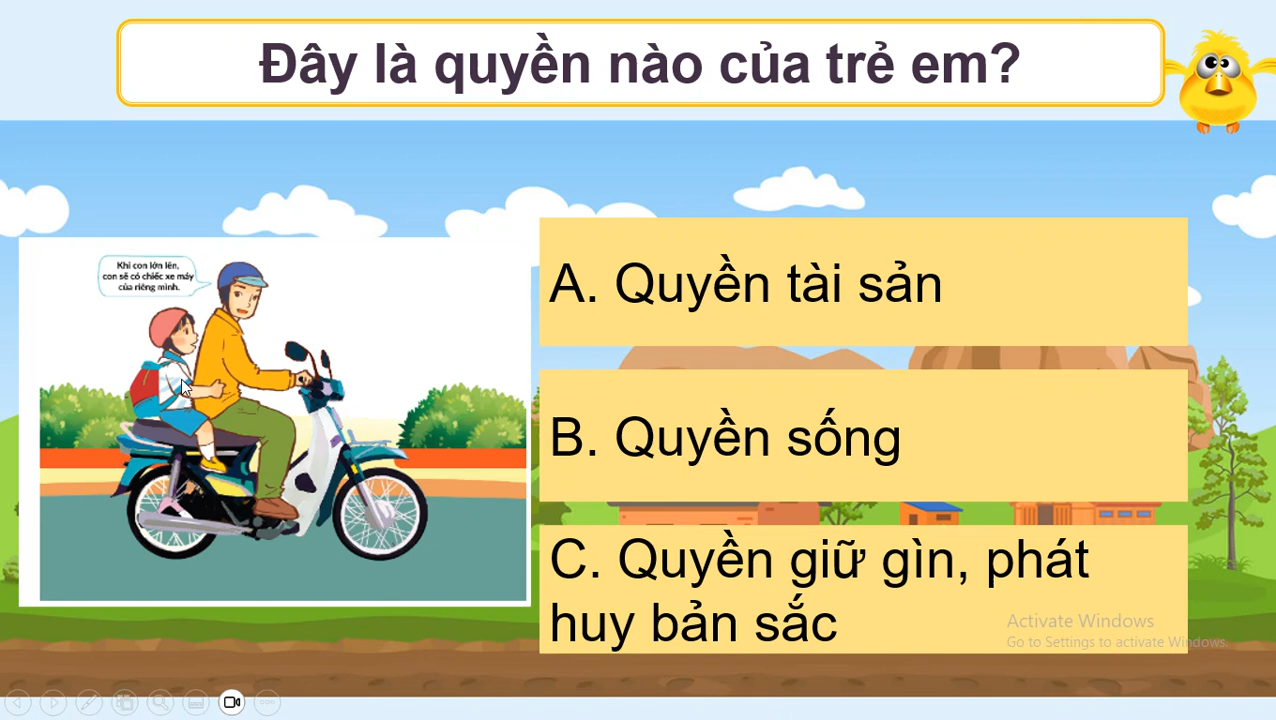 Đây là quyền nào của trẻ em?
Khi con lớn lên,
con sẽ có chiếc xe máy
của riêng mình.
A. Quyền tài sản
B. Quyền sống
C. Quyền giữ gìn, phát
huy bản sắc
Activate Windows
Go to Settings to activate Windows.